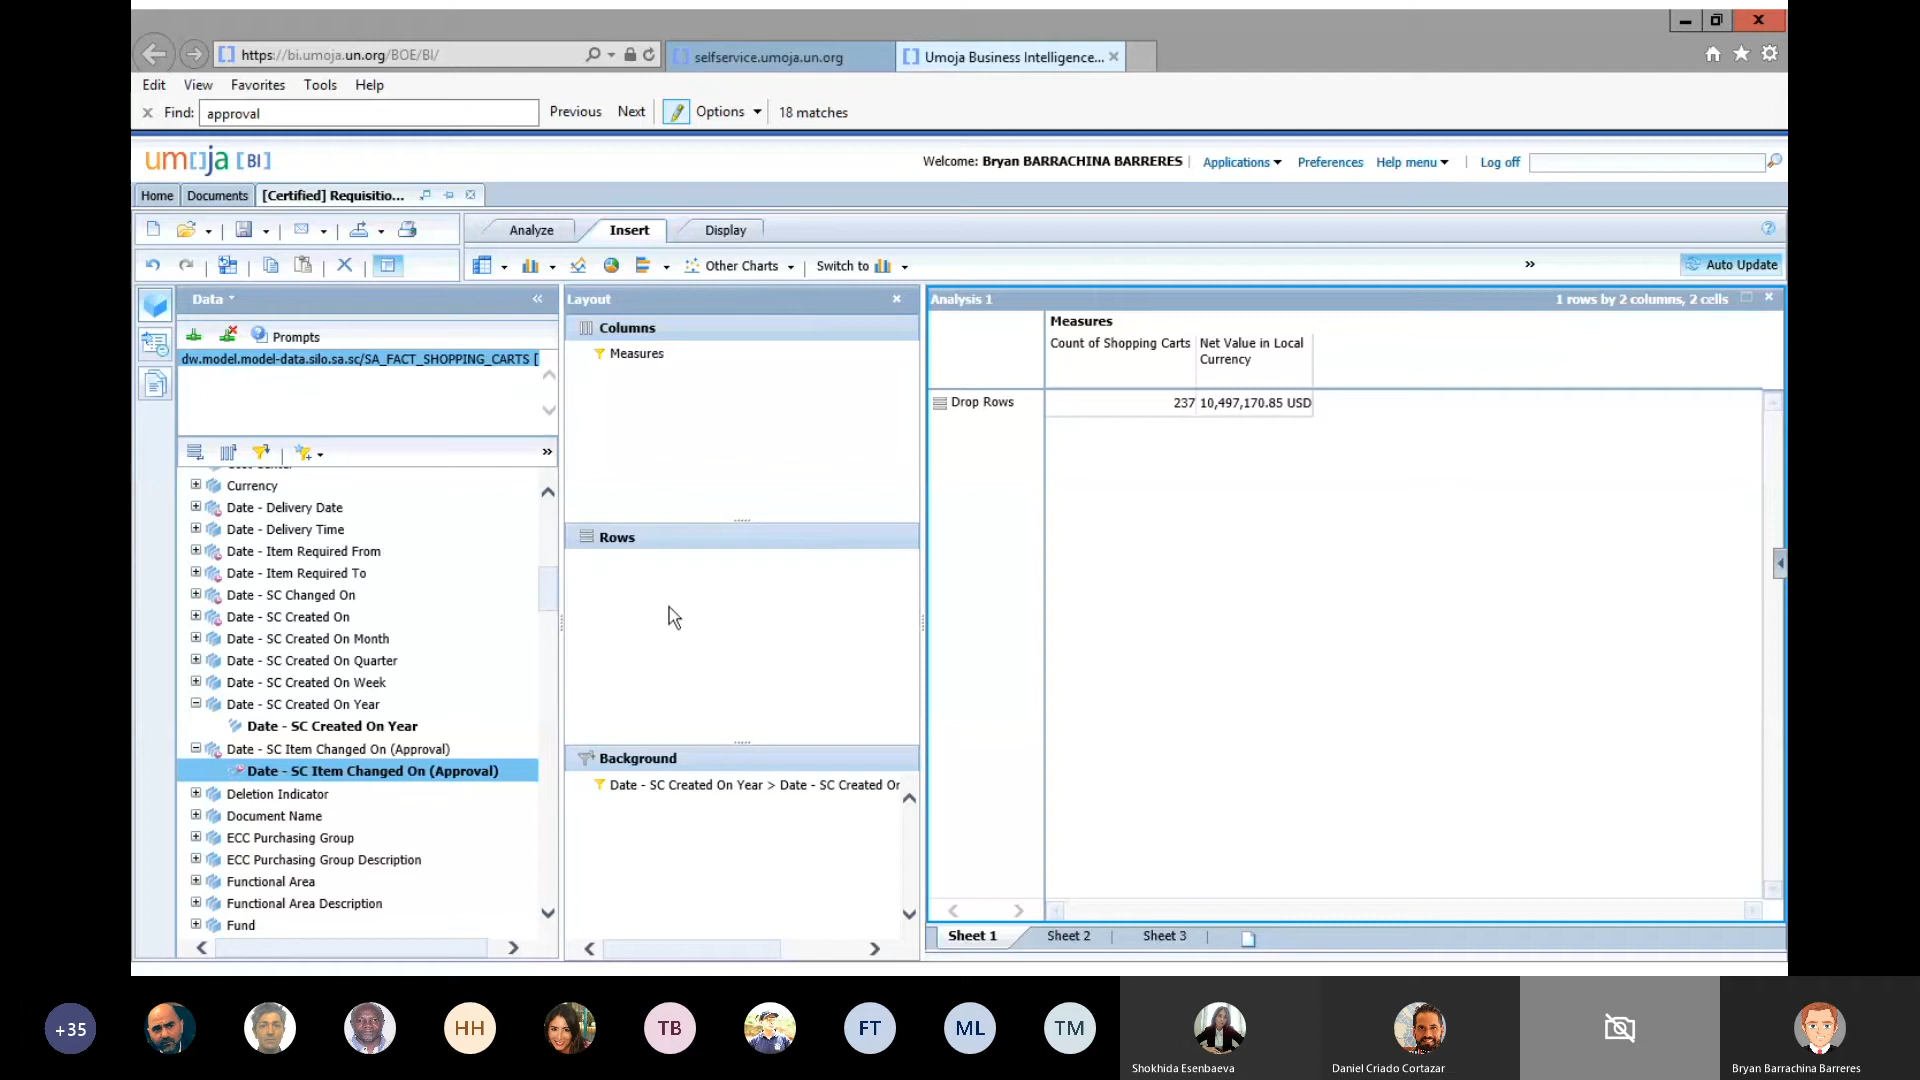 https://bi.umoja.un.org/BOE/BI/
selfservice.umoja.un.org
Umoja Business Intelligence...
Edit View Favorites Tools Help
Find: approval Previous Next Options 18 matches
um[]ja [BI]
Welcome: Bryan BARRACHINA BARRERES Applications Preferences Help menu Log off
Home Documents [Certified] Requisitio...
Analyze Insert Display
Other Charts Switch to » Auto Update
Data «
Prompts
dw.model.model-data.silo.sa.sc/SA_FACT_SHOPPING_CARTS [
»
Currency
Date - Delivery Date
Date - Delivery Time
Date - Item Required From
Date - Item Required To
Date - SC Changed On
Date - SC Created On
Date - SC Created On Month
Date - SC Created On Quarter
Date - SC Created On Week
Date - SC Created On Year
Date - SC Created On Year
Date - SC Item Changed On (Approval)
Date - SC Item Changed On (Approval)
Deletion Indicator
Document Name
ECC Purchasing Group
ECC Purchasing Group Description
Functional Area
Functional Area Description
Fund
Layout
Columns
Measures
Rows
Background
Date - SC Created On Year > Date - SC Created Or
Analysis 1 1 rows by 2 columns, 2 cells
Measures
Count of Shopping Carts
Net Value in Local
Currency
Drop Rows 237 10,497,170.85 USD
Sheet 1 Sheet 2 Sheet 3
+35 HH TB FT ML TM
Shokhida Esenbaeva
Daniel Criado Cortazar
Bryan Barrachina Barreres